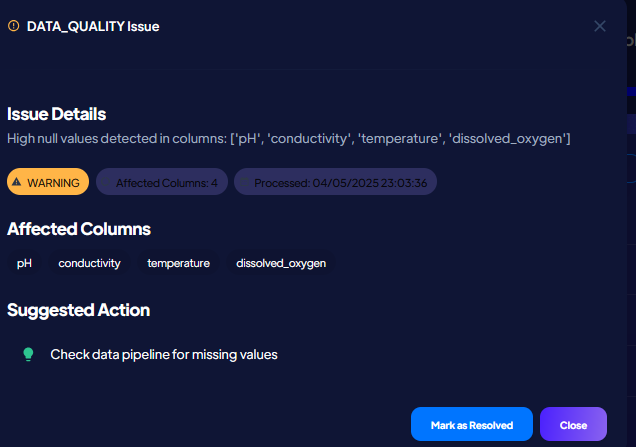 DATA_QUALITY Issue
Issue Details
High null values detected in columns: ['pH', 'conductivity', 'temperature', 'dissolved_oxygen']
WARNING Affected Columns: 4 Processed: 04/05/2025 23:03:36
Affected Columns
pH conductivity temperature dissolved_oxygen
Suggested Action
Check data pipeline for missing values
Mark as Resolved Close